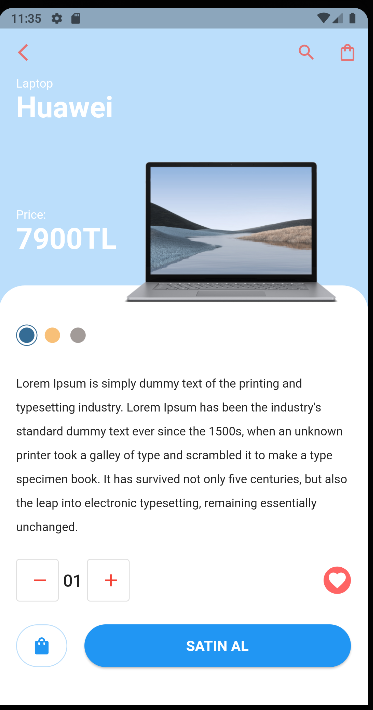 11:35
Laptop
Huawei
Price:
7900TL
Lorem Ipsum is simply dummy text of the printing and
typesetting industry. Lorem Ipsum has been the industry's
standard dummy text ever since the 1500s, when an unknown
printer took a galley of type and scrambled it to make a type
specimen book. It has survived not only five centuries, but also
the leap into electronic typesetting, remaining essentially
unchanged.
01
SATIN AL